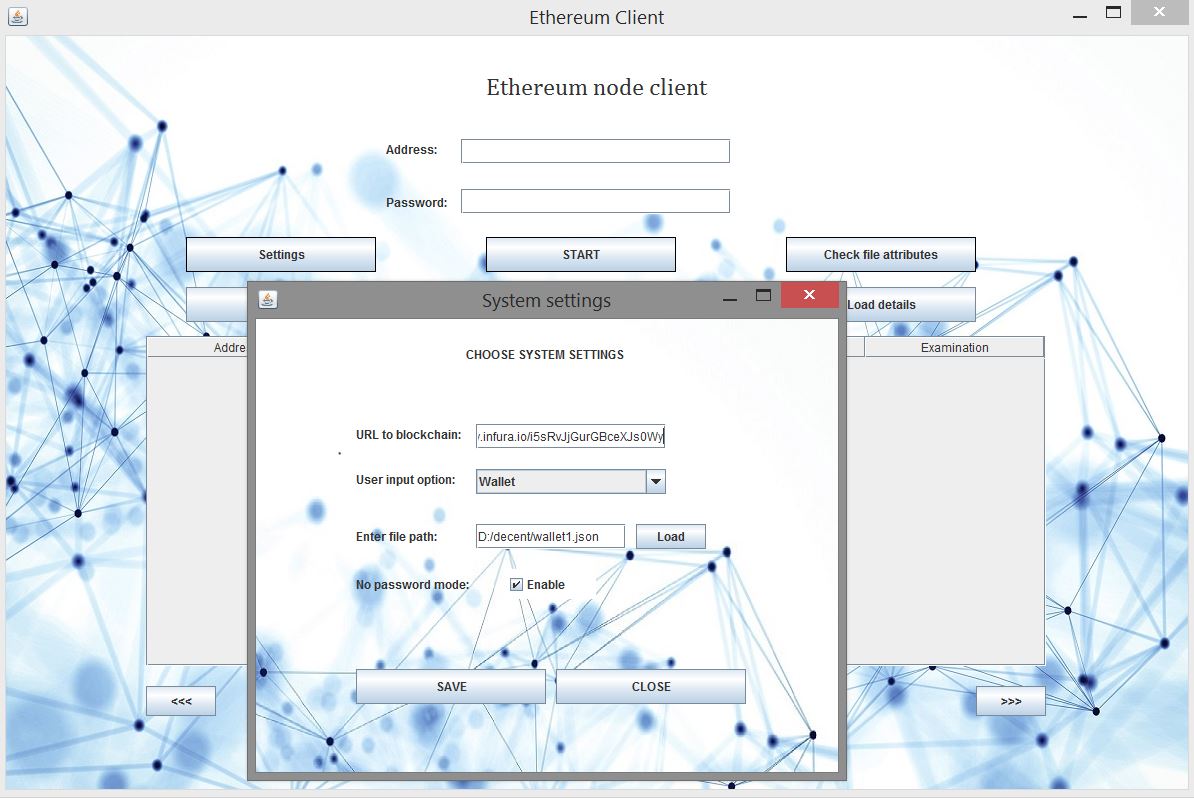 Ethereum Client
Ethereum node client
Address:
Password:
Settings
START
Check file attributes
Load details
Examination
System settings
CHOOSE SYSTEM SETTINGS
URL to blockchain:
.infura.io/i5sRvJjGurGBceXJs0Wy
User input option:
Wallet
Enter file path:
D:/decent/wallet1.json
Load
No password mode:
Enable
SAVE
CLOSE
<<<
>>>